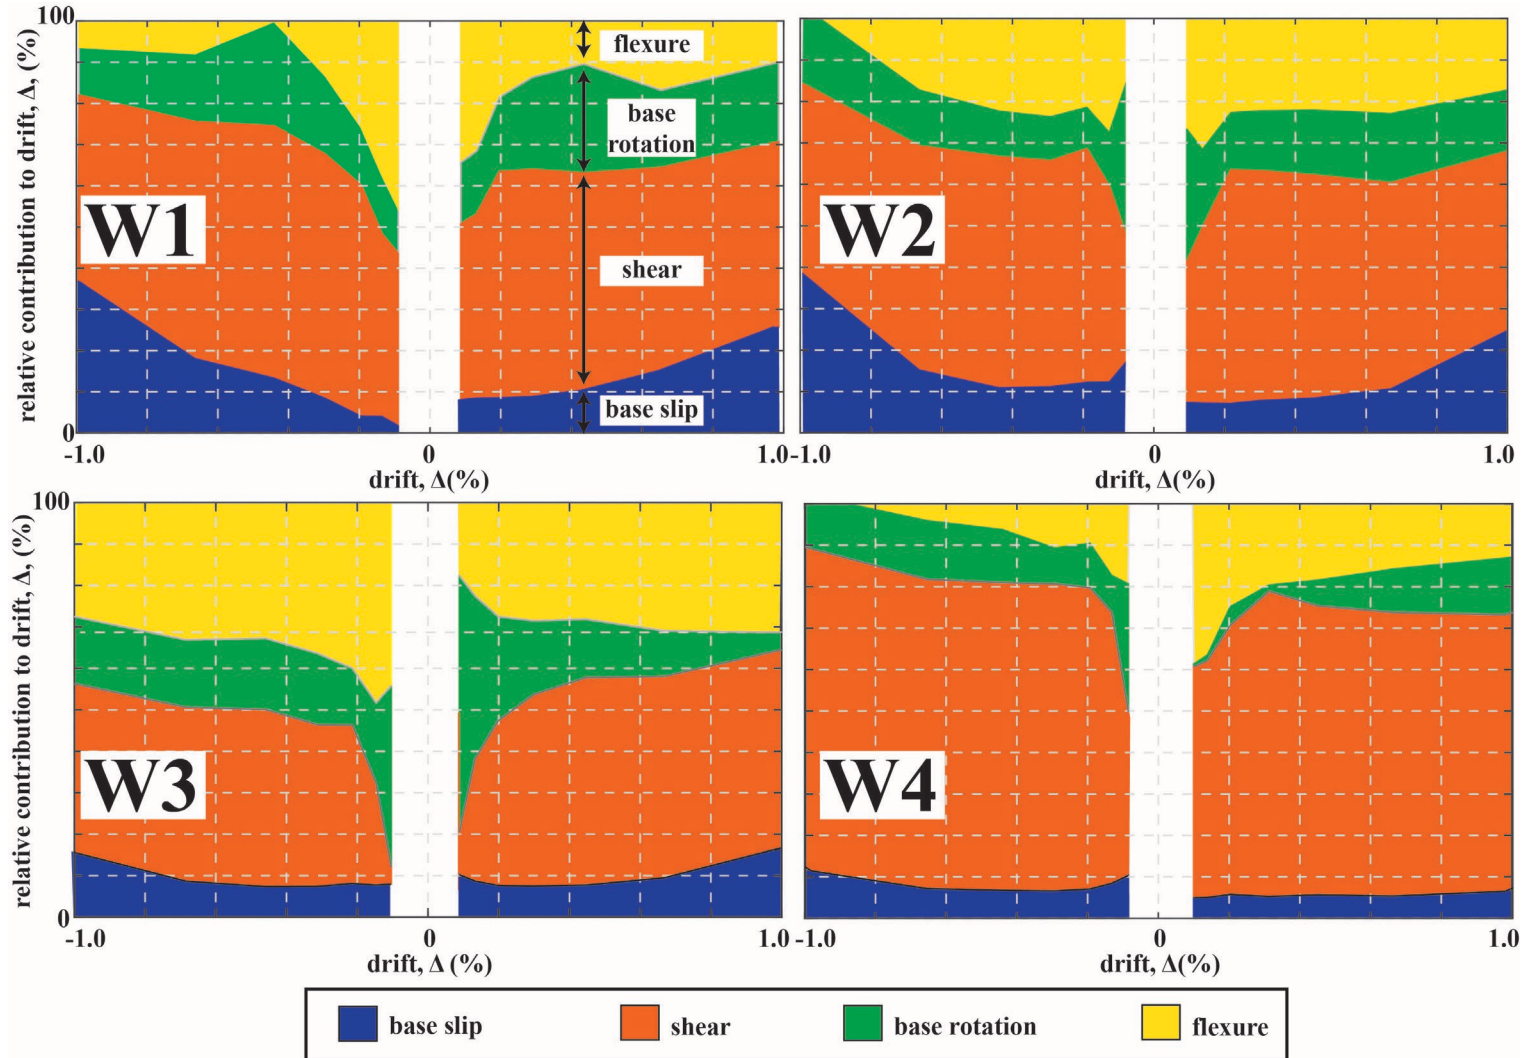 relative contribution to drift, Δ, (%)
100
0
W1
flexure
base
rotation
shear
base slip
-1.0
0
1.0
drift, Δ(%)
W2
-1.0
0
1.0
drift, Δ(%)
relative contribution to drift, Δ, (%)
100
0
W3
-1.0
0
1.0
drift, Δ (%)
W4
-1.0
0
1.0
drift, Δ(%)
base slip
shear
base rotation
flexure